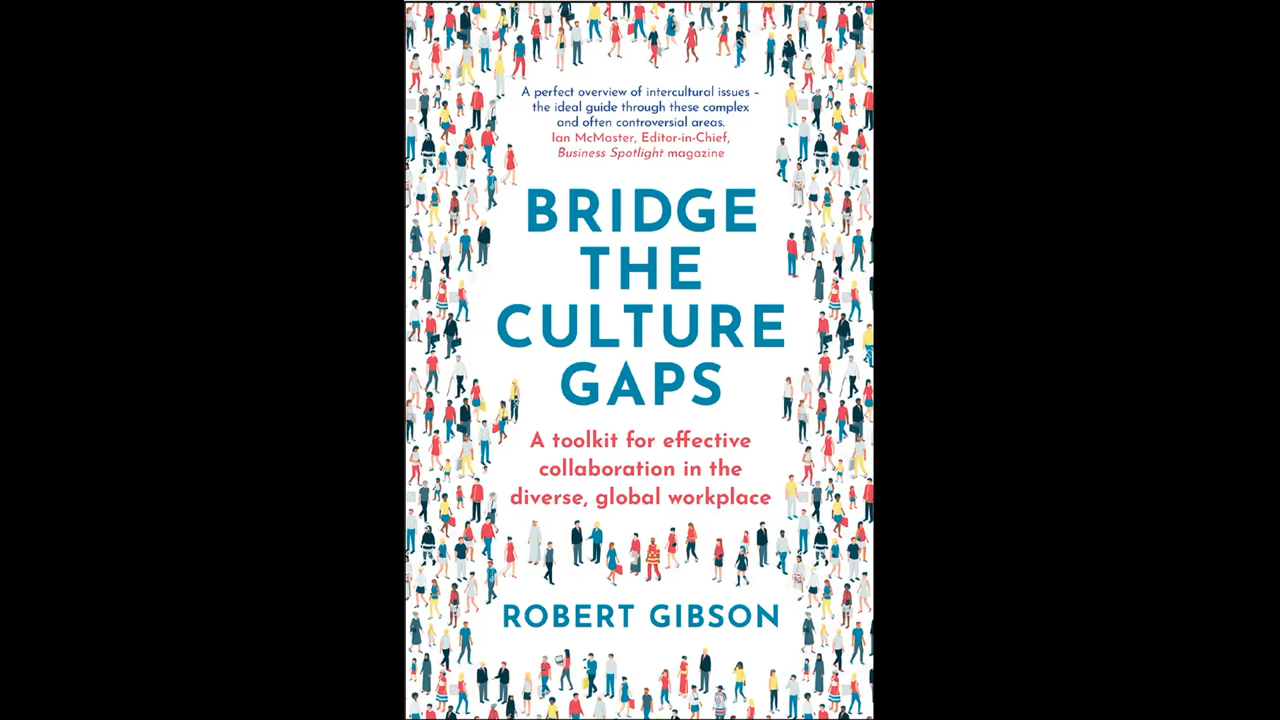 A perfect overview of intercultural issues –
the ideal guide through these complex
and often controversial areas.
Ian McMaster, Editor-in-Chief,
Business Spotlight magazine
BRIDGE
THE
CULTURE
GAPS
A toolkit for effective
collaboration in the
diverse, global workplace
ROBERT GIBSON